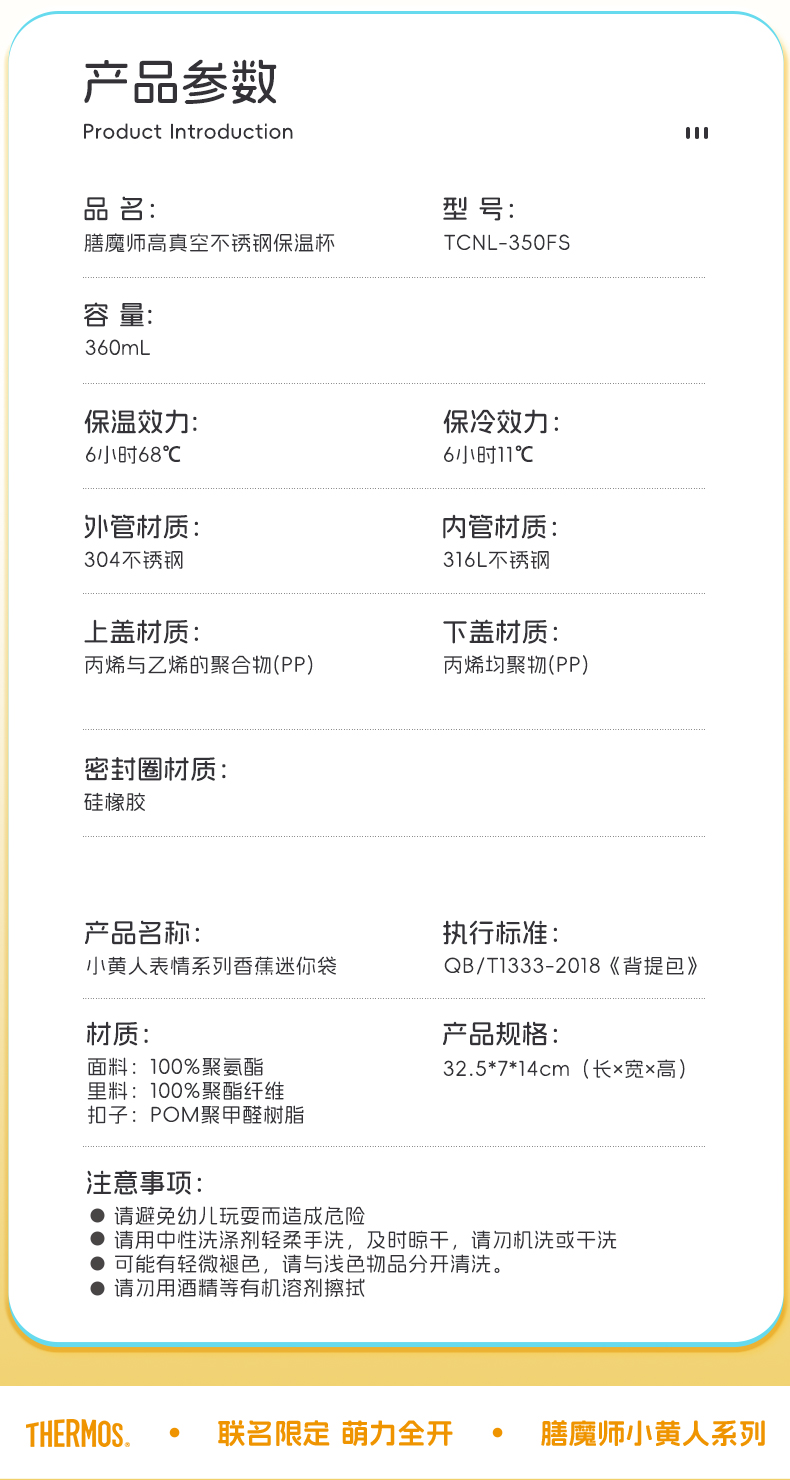 产品参数
Product Introduction
品 名：
膳魔师高真空不锈钢保温杯
型 号：
TCNL-350FS
容 量：
360mL
保温效力：
6小时68℃
保冷效力：
6小时11℃
外管材质：
304不锈钢
内管材质：
316L不锈钢
上盖材质：
丙烯与乙烯的聚合物(PP)
下盖材质：
丙烯均聚物(PP)
密封圈材质：
硅橡胶
产品名称：
小黄人表情系列香蕉迷你袋
执行标准：
QB/T1333-2018《背提包》
材质：
面料：100%聚氨酯
里料：100%聚酯纤维
扣子：POM聚甲醛树脂
产品规格：
32.5*7*14cm（长×宽×高）
注意事项：
● 请避免幼儿玩耍而造成危险
● 请用中性洗涤剂轻柔手洗，及时晾干，请勿机洗或干洗
● 可能有轻微褪色，请与浅色物品分开清洗。
● 请勿用酒精等有机溶剂擦拭
THERMOS. • 联名限定 萌力全开 • 膳魔师小黄人系列